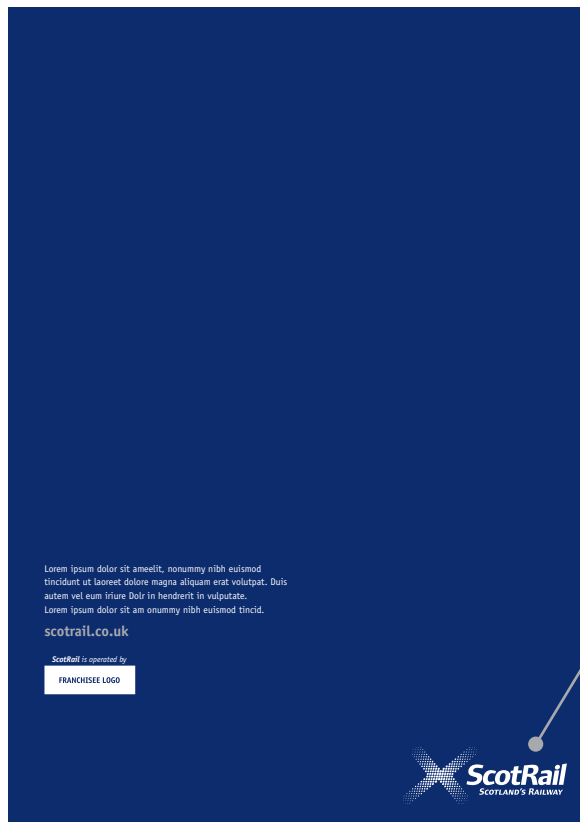 Lorem ipsum dolor sit ameelit, nonummy nibh euismod
tincidunt ut laoreet dolore magna aliquam erat volutpat. Duis
autem vel eum iriure Dolr in hendrerit in vulputate.
Lorem ipsum dolor sit am onummy nibh euismod tincid.
scotrail.co.uk
ScotRail is operated by
FRANCHISEE LOGO
ScotRail
SCOTLAND'S RAILWAY